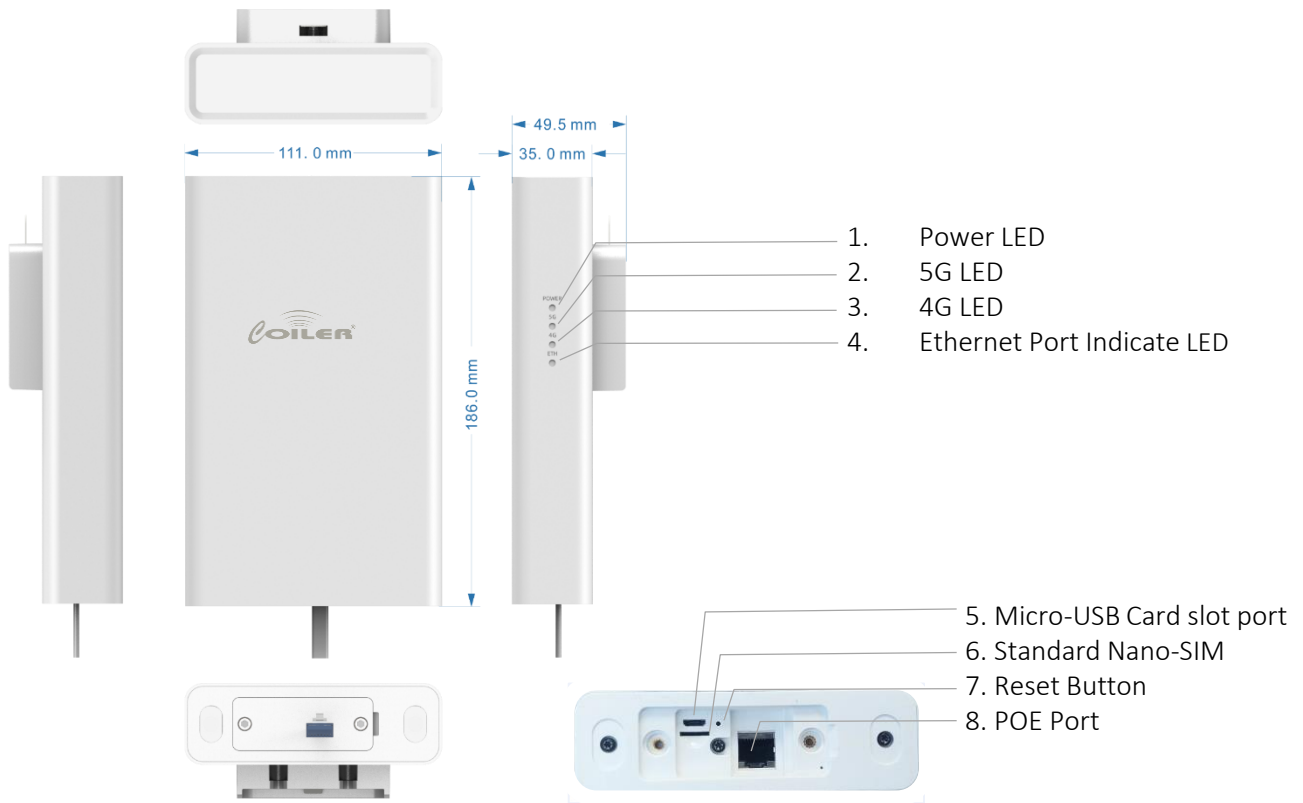 49.5 mm
111. 0 mm
35. 0 mm
1. Power LED
2. 5G LED
3. 4G LED
4. Ethernet Port Indicate LED
POWER
5G
4G
ETH
COILER
186.0 mm
5. Micro-USB Card slot port
6. Standard Nano-SIM
7. Reset Button
8. POE Port